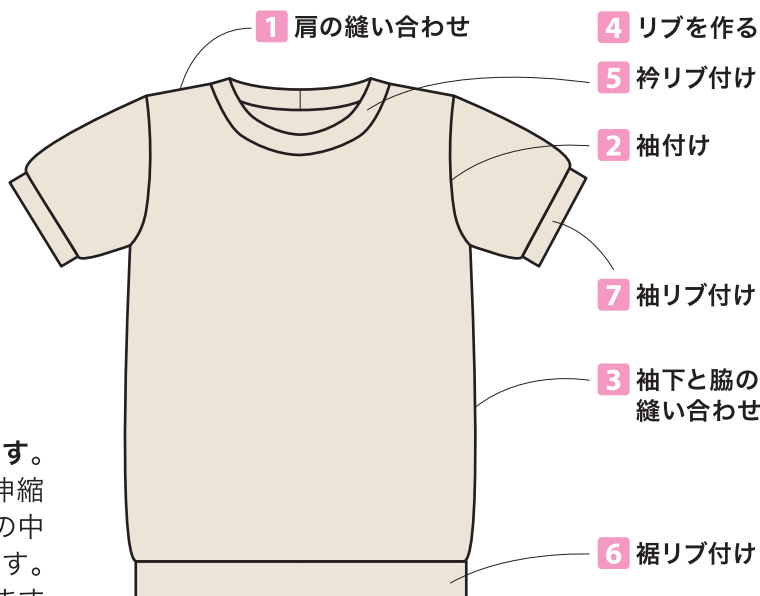 1 肩の縫い合わせ
4 リブを作る
5 衿リブ付け
2 袖付け
7 袖リブ付け
3 袖下と脇の
縫い合わせ
6 裾リブ付け
す。
伸縮
の中
す。
ます